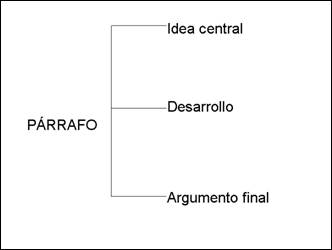 Idea central
Desarrollo
PÁRRAFO
Argumento final